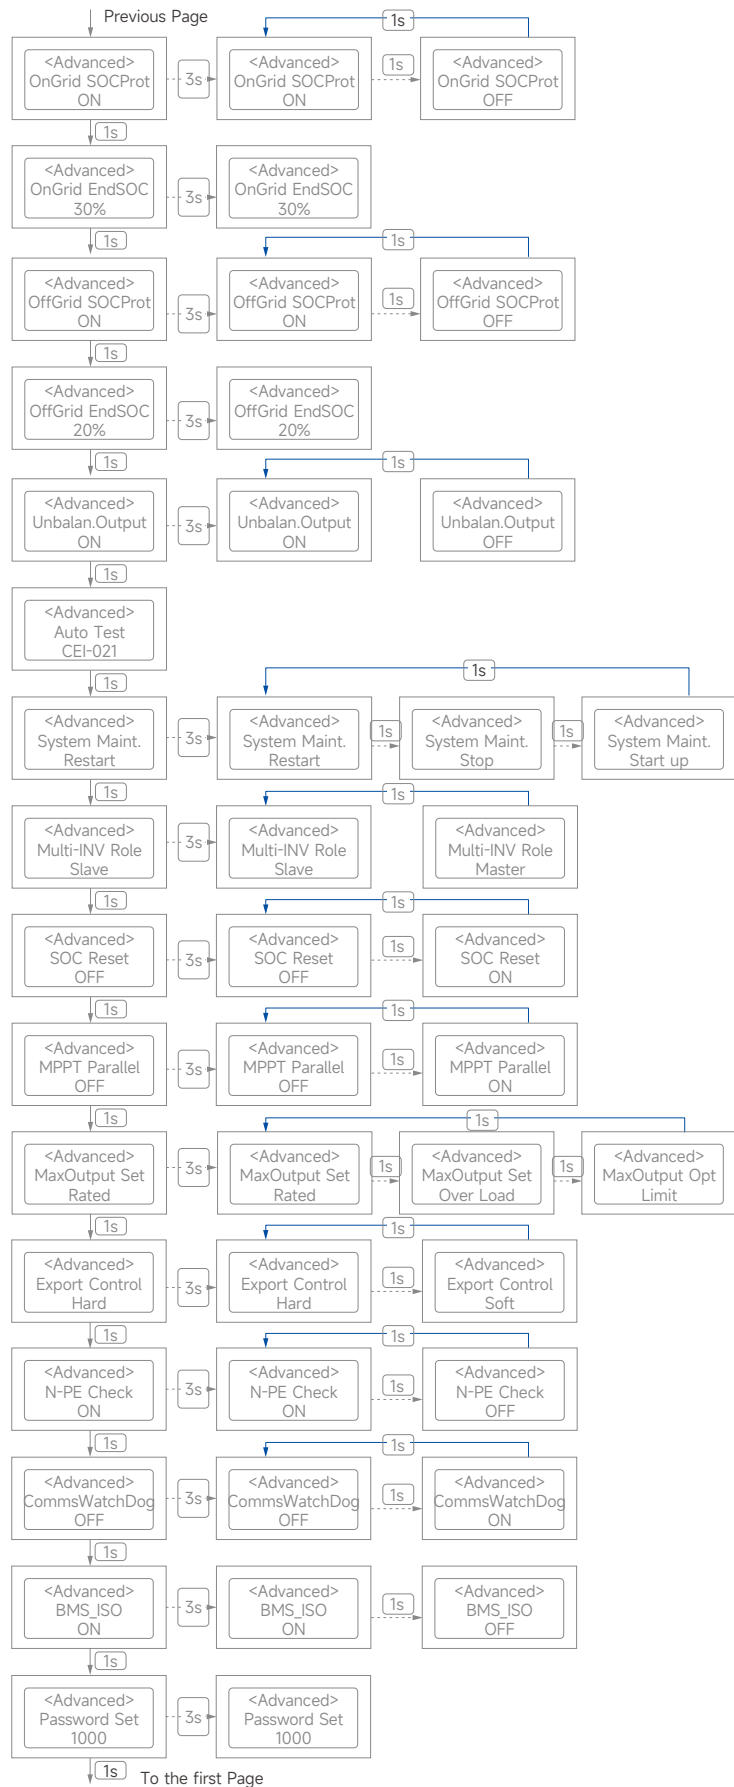 Previous Page
1s
<Advanced>
OnGrid SOCProt
ON
3s
<Advanced>
OnGrid SOCProt
ON
1s
<Advanced>
OnGrid SOCProt
OFF
1s
<Advanced>
OnGrid EndSOC
30%
3s
<Advanced>
OnGrid EndSOC
30%
1s
1s
<Advanced>
OffGrid SOCProt
ON
3s
<Advanced>
OffGrid SOCProt
ON
1s
<Advanced>
OffGrid SOCProt
OFF
1s
<Advanced>
OffGrid EndSOC
20%
3s
<Advanced>
OffGrid EndSOC
20%
1s
1s
<Advanced>
Unbalan.Output
ON
3s
<Advanced>
Unbalan.Output
ON
<Advanced>
Unbalan.Output
OFF
1s
<Advanced>
Auto Test
CEI-021
1s
1s
<Advanced>
System Maint.
Restart
3s
<Advanced>
System Maint.
Restart
1s
<Advanced>
System Maint.
Stop
1s
<Advanced>
System Maint.
Start up
1s
1s
<Advanced>
Multi-INV Role
Slave
3s
<Advanced>
Multi-INV Role
Slave
<Advanced>
Multi-INV Role
Master
1s
1s
<Advanced>
SOC Reset
OFF
3s
<Advanced>
SOC Reset
OFF
1s
<Advanced>
SOC Reset
ON
1s
1s
<Advanced>
MPPT Parallel
OFF
3s
<Advanced>
MPPT Parallel
OFF
1s
<Advanced>
MPPT Parallel
ON
1s
1s
<Advanced>
MaxOutput Set
Rated
3s
<Advanced>
MaxOutput Set
Rated
1s
<Advanced>
MaxOutput Set
Over Load
1s
<Advanced>
MaxOutput Opt
Limit
1s
1s
<Advanced>
Export Control
Hard
3s
<Advanced>
Export Control
Hard
1s
<Advanced>
Export Control
Soft
1s
1s
<Advanced>
N-PE Check
ON
3s
<Advanced>
N-PE Check
ON
1s
<Advanced>
N-PE Check
OFF
1s
1s
<Advanced>
CommsWatchDog
OFF
3s
<Advanced>
CommsWatchDog
OFF
1s
<Advanced>
CommsWatchDog
ON
1s
<Advanced>
BMS_ISO
ON
3s
<Advanced>
BMS_ISO
ON
1s
<Advanced>
BMS_ISO
OFF
1s
<Advanced>
Password Set
1000
3s
<Advanced>
Password Set
1000
1s
To the first Page